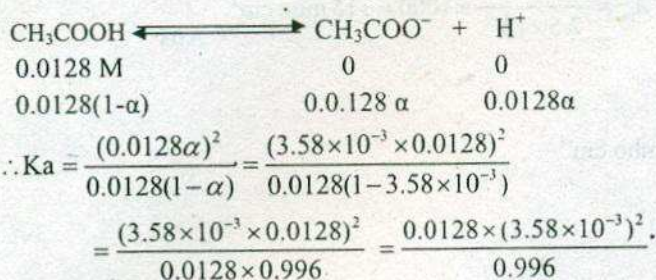 CH₃COOH ⇌ CH₃COO⁻ + H⁺
0.0128 M 0 0
0.0128(1-α) 0.0.128 α 0.0128α
∴Ka = (0.0128α)² / 0.0128(1−α) = (3.58×10⁻³ ×0.0128)² / 0.0128(1−3.58×10⁻³)
= (3.58×10⁻³ ×0.0128)² / 0.0128×0.996 = 0.0128×(3.58×10⁻³)² / 0.996.